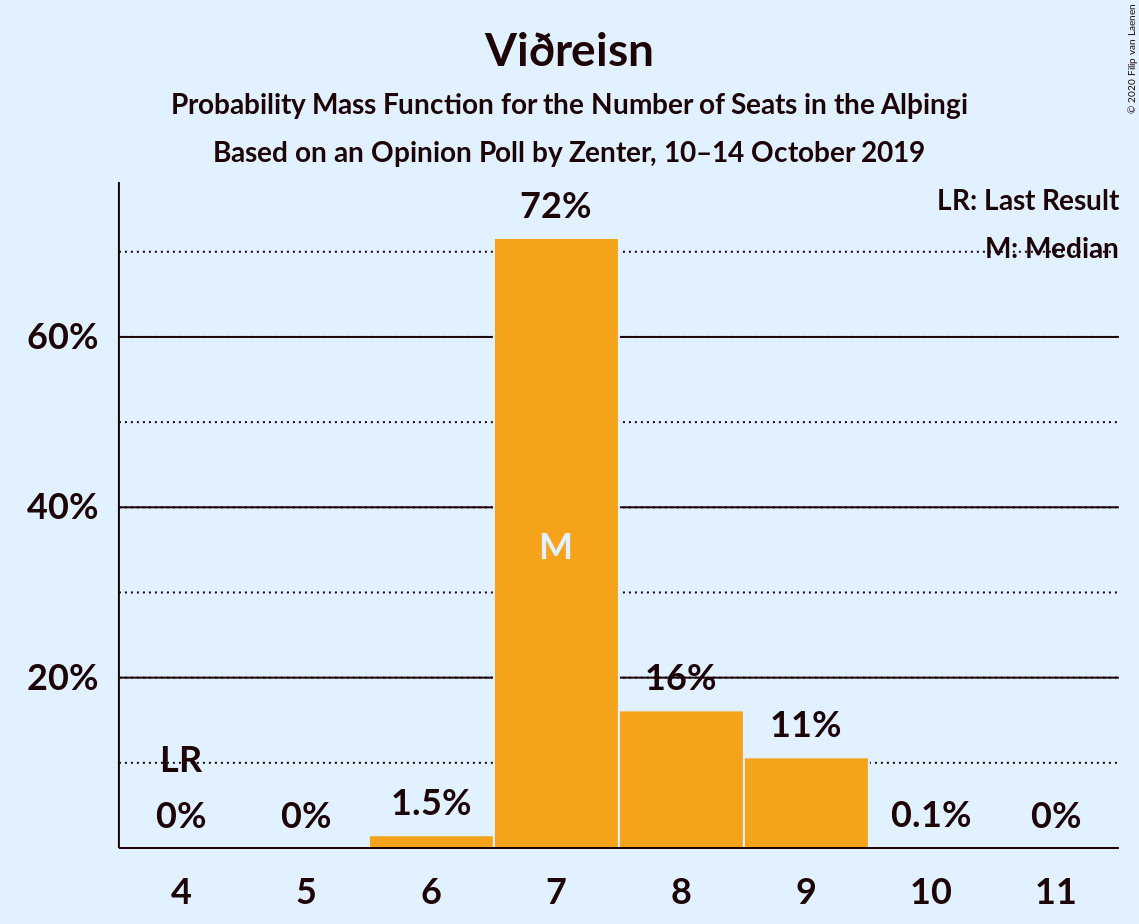 Viðreisn
Probability Mass Function for the Number of Seats in the Alþingi
Based on an Opinion Poll by Zenter, 10–14 October 2019
© 2020 Filip van Laenen
LR: Last Result
M: Median
72%
60%
40%
M
20%
16%
11%
LR
0%
0%
1.5%
0.1%
0%
4 5 6 7 8 9 10 11